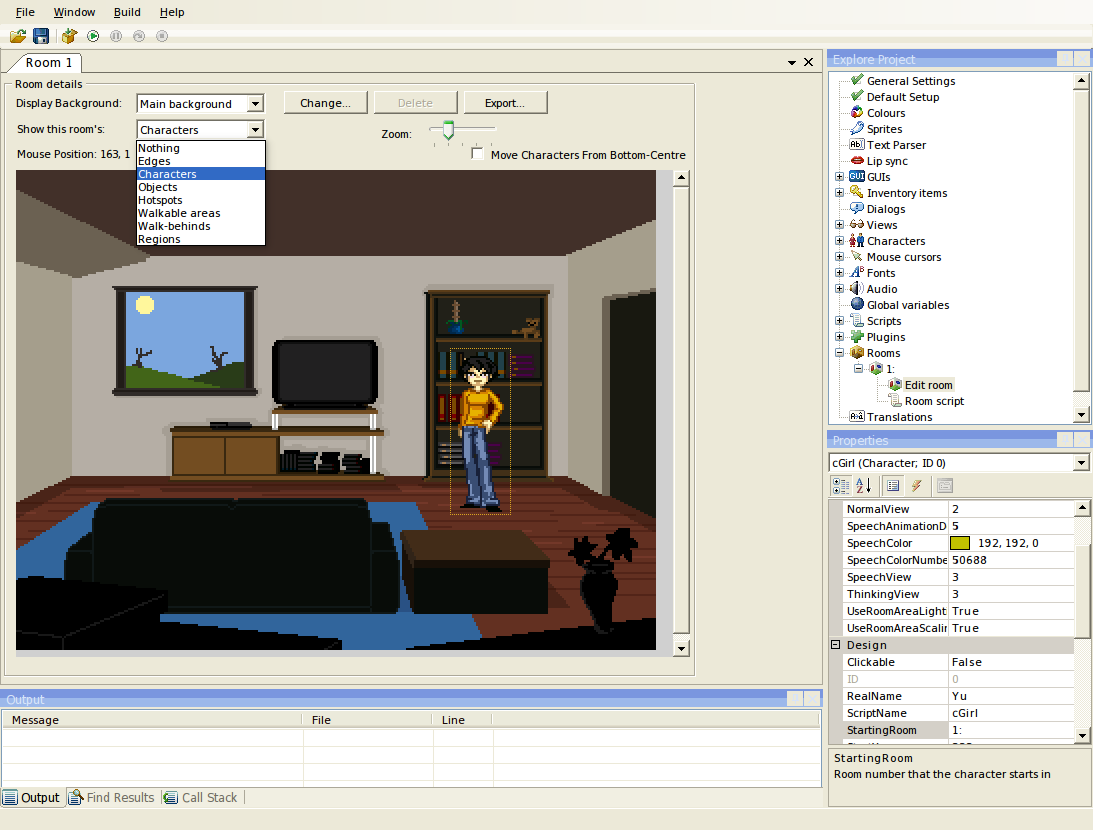 File Window Build Help
Room 1
Room details
Display Background: Main background Change... Delete Export...
Show this room's: Characters Zoom:
Mouse Position: 163, 1 Move Characters From Bottom-Centre
Nothing
Edges
Characters
Objects
Hotspots
Walkable areas
Walk-behinds
Regions
Explore Project
General Settings
Default Setup
Colours
Sprites
Text Parser
Lip sync
GUIs
Inventory items
Dialogs
Views
Characters
Mouse cursors
Fonts
Audio
Global variables
Scripts
Plugins
Rooms
1:
Edit room
Room script
Translations
Properties
cGirl (Character; ID 0)
NormalView 2
SpeechAnimationD 5
SpeechColor 192, 192, 0
SpeechColorNumbe 50688
SpeechView 3
ThinkingView 3
UseRoomAreaLighti True
UseRoomAreaScalin True
Design
Clickable False
ID 0
RealName Yu
ScriptName cGirl
StartingRoom 1:
StartingRoom
Room number that the character starts in
Output
Message File Line
Output Find Results Call Stack